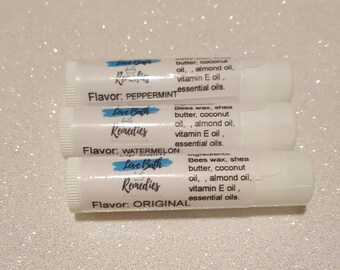 Love Bath
Remedies
Flavor: PEPPERMINT
butter, coconut
oil, , almond oil,
vitamin E oil ,
essential oils.
Remedies
Flavor: WATERMELON
Bees wax, shea
butter, coconut
oil, , almond oil,
vitamin E oil ,
essential oils.
Love Bath
Remedies
Flavor: ORIGINAL
Ingredients:
Bees wax, shea
butter, coconut
oil, , almond oil,
vitamin E oil ,
essential oils.